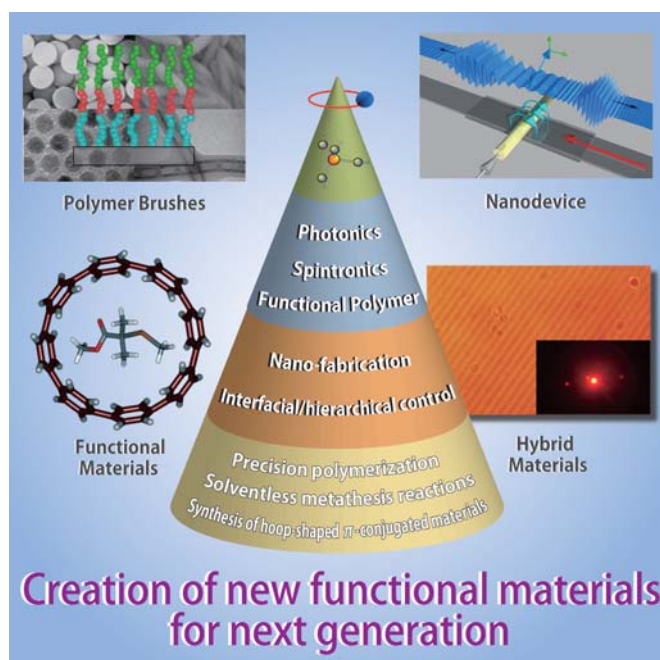 Polymer Brushes
Nanodevice
Photonics
Spintronics
Functional Polymer
Nano-fabrication
Interfacial/hierarchical control
Functional
Materials
Hybrid
Materials
Precision polymerization
Solventless metathesis reactions
Synthesis of hoop-shaped π-conjugated materials
Creation of new functional materials
for next generation